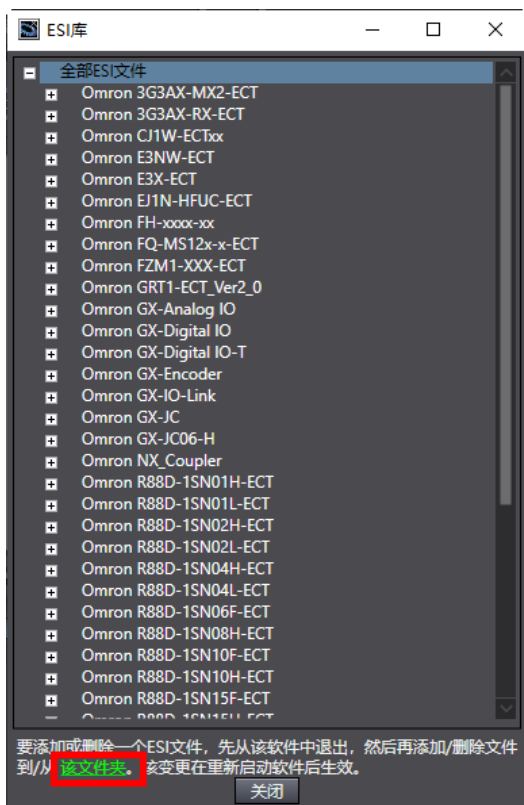 ESI库
全部ESI文件
Omron 3G3AX-MX2-ECT
Omron 3G3AX-RX-ECT
Omron CJ1W-ECTxx
Omron E3NW-ECT
Omron E3X-ECT
Omron EJ1N-HFUC-ECT
Omron FH-xxxx-xx
Omron FQ-MS12x-x-ECT
Omron FZM1-XXX-ECT
Omron GRT1-ECT_Ver2_0
Omron GX-Analog IO
Omron GX-Digital IO
Omron GX-Digital IO-T
Omron GX-Encoder
Omron GX-IO-Link
Omron GX-JC
Omron GX-JC06-H
Omron NX_Coupler
Omron R88D-1SN01H-ECT
Omron R88D-1SN01L-ECT
Omron R88D-1SN02H-ECT
Omron R88D-1SN02L-ECT
Omron R88D-1SN04H-ECT
Omron R88D-1SN04L-ECT
Omron R88D-1SN06F-ECT
Omron R88D-1SN08H-ECT
Omron R88D-1SN10F-ECT
Omron R88D-1SN10H-ECT
Omron R88D-1SN15F-ECT
Omron R88D-1SN15H-ECT
要添加或删除一个ESI文件，先从该软件中退出，然后再添加/删除文件
到/从 该文件夹。该变更在重新启动软件后生效。
关闭